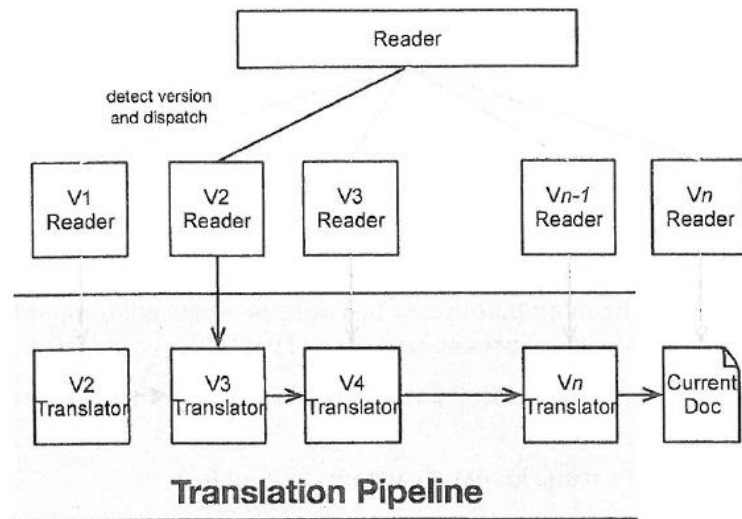 Reader
detect version
and dispatch
V1
Reader
V2
Reader
V3
Reader
Vn-1
Reader
Vn
Reader
V2
Translator
V3
Translator
V4
Translator
Vn
Translator
Current
Doc
Translation Pipeline